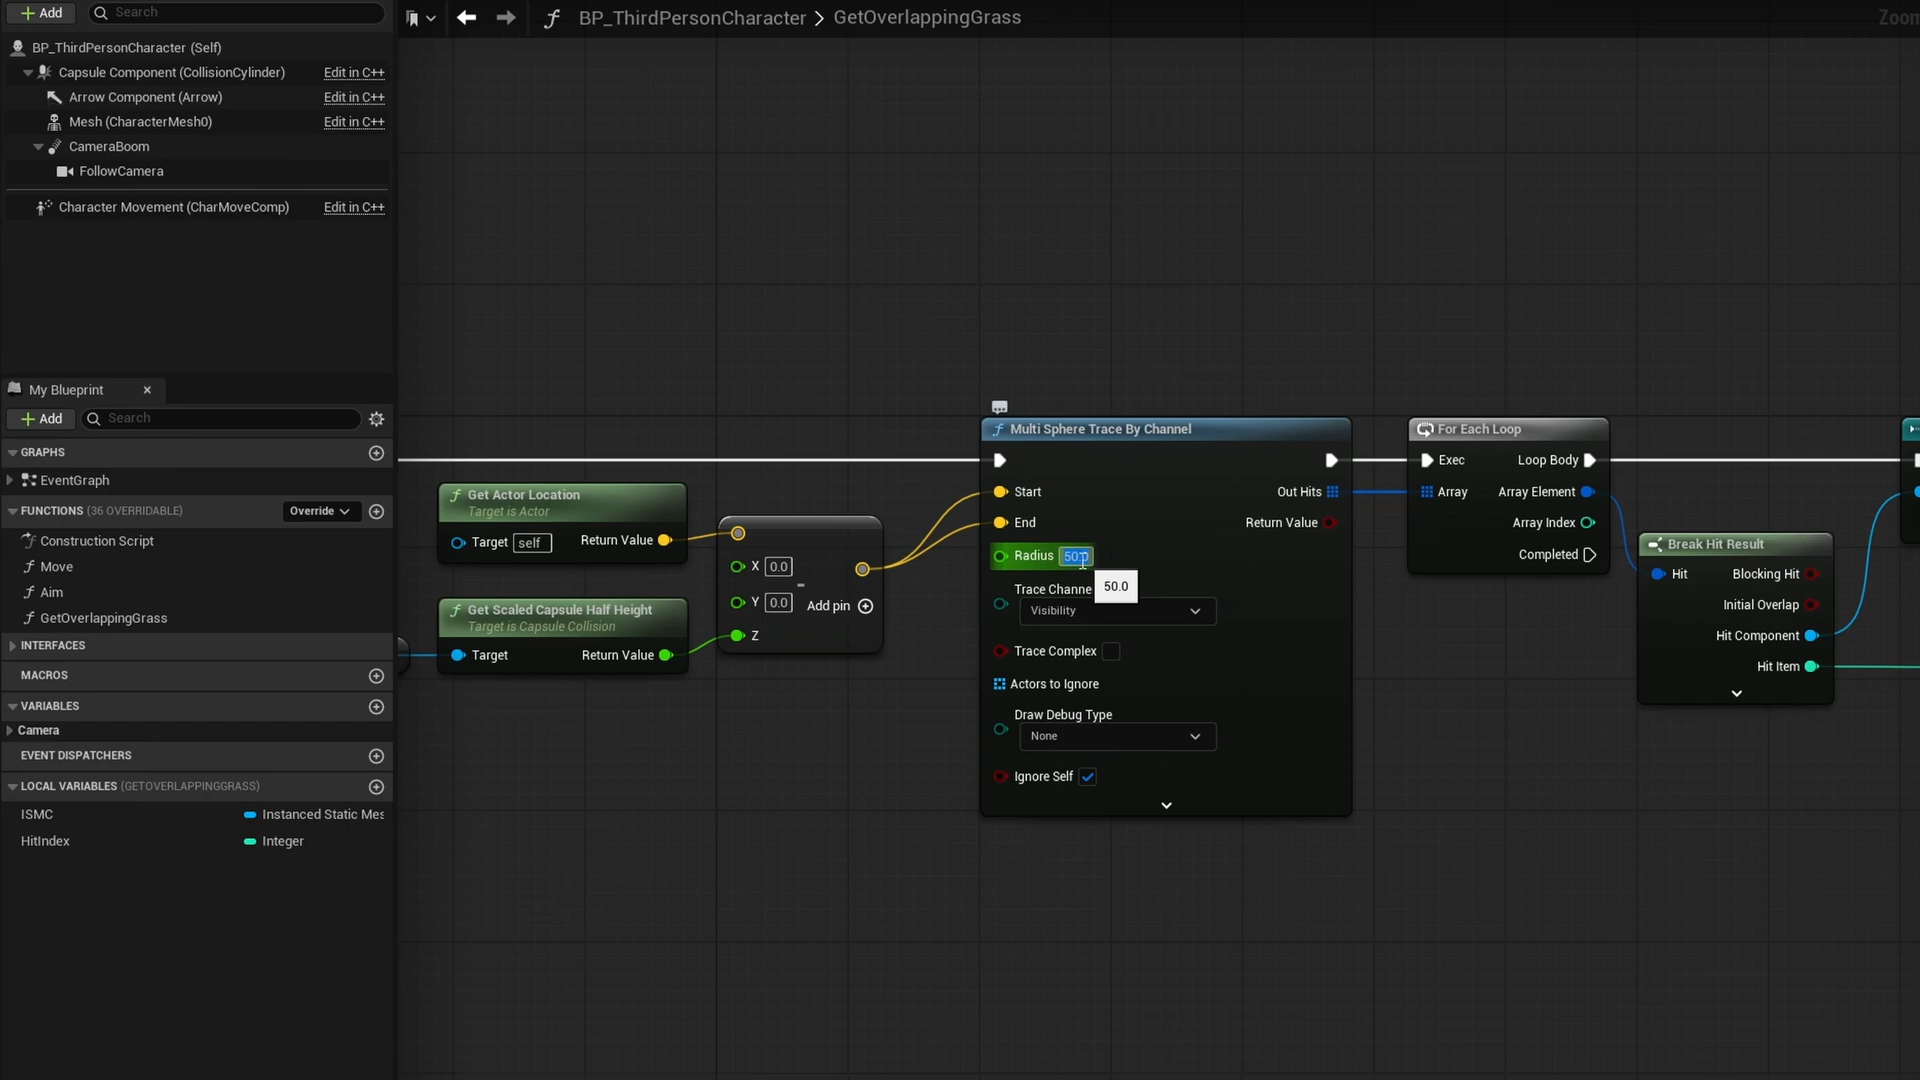 Add
Search
BP_ThirdPersonCharacter > GetOverlappingGrass
Zoom
BP_ThirdPersonCharacter (Self)
Capsule Component (CollisionCylinder) Edit in C++
Arrow Component (Arrow) Edit in C++
Mesh (CharacterMesh0) Edit in C++
CameraBoom
FollowCamera
Character Movement (CharMoveComp) Edit in C++
My Blueprint
Add
Search
GRAPHS
EventGraph
FUNCTIONS (36 OVERRIDABLE) Override
Construction Script
Move
Aim
GetOverlappingGrass
INTERFACES
MACROS
VARIABLES
Camera
EVENT DISPATCHERS
LOCAL VARIABLES (GETOVERLAPPINGGRASS)
ISMC Instanced Static Mes
HitIndex Integer
Get Actor Location
Target is Actor
Target self Return Value
Get Scaled Capsule Half Height
Target is Capsule Collision
Target Return Value
X 0.0
Y 0.0 Add pin
Z
Multi Sphere Trace By Channel
Start Out Hits
End Return Value
Radius 50.0
50.0
Trace Channe
Visibility
Trace Complex
Actors to Ignore
Draw Debug Type
None
Ignore Self
For Each Loop
Exec Loop Body
Array Array Element
Array Index
Completed
Break Hit Result
Hit Blocking Hit
Initial Overlap
Hit Component
Hit Item